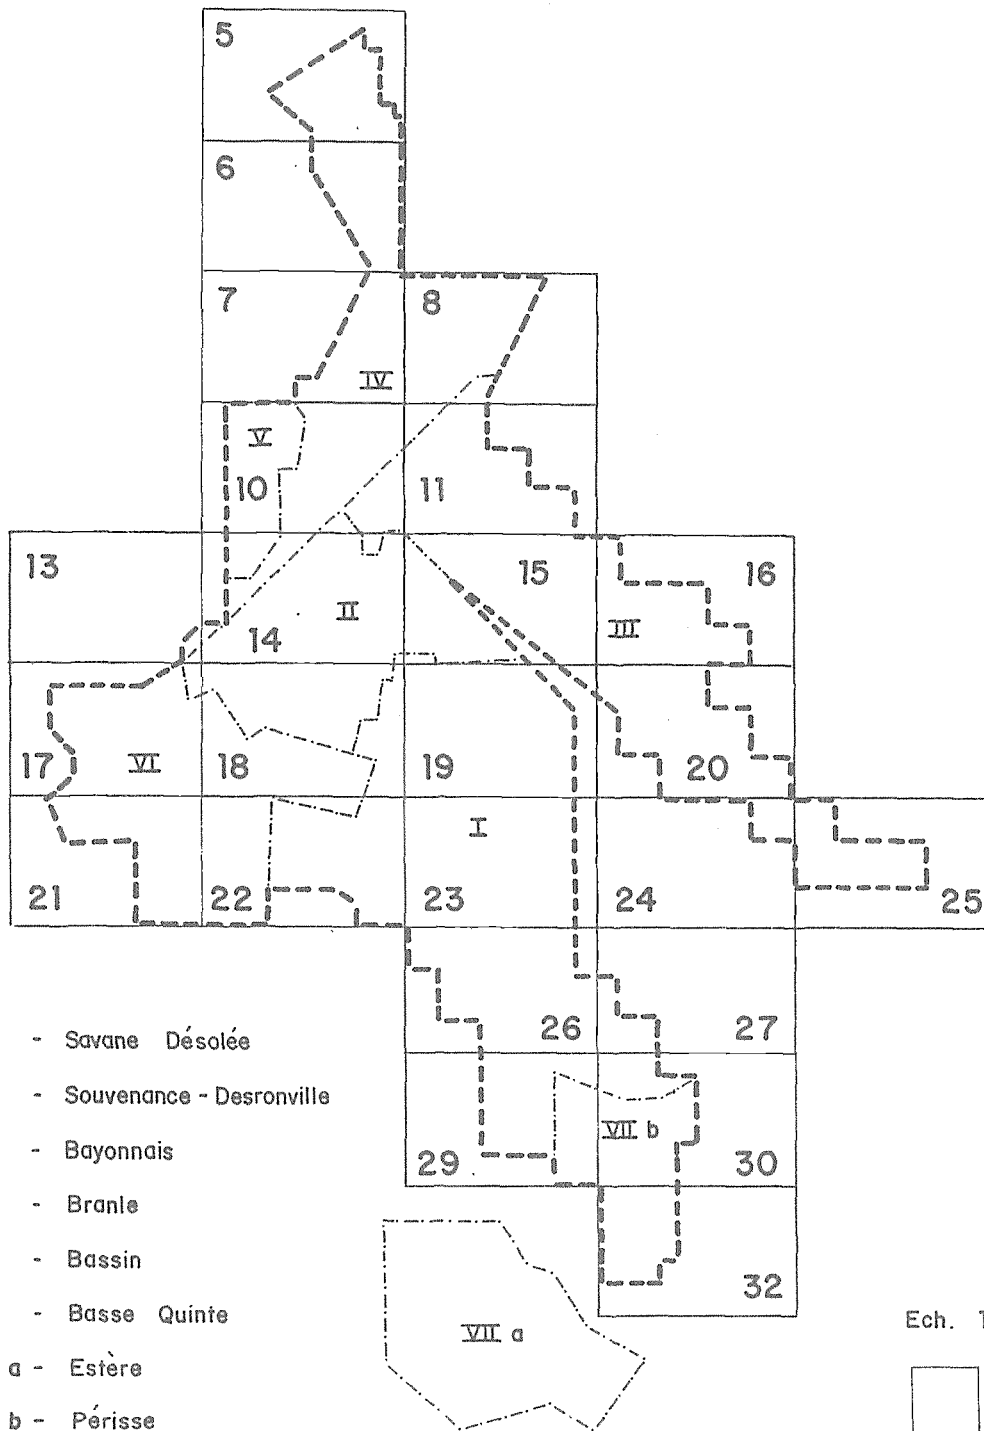 5
6
7
8
IV
V
10
11
13
15
16
II
III
14
17
VI
18
19
20
I
21
22
23
24
25
- Savane Désolée
26
27
- Souvenance - Desronville
VII b
- Bayonnais
29
30
- Branle
- Bassin
32
- Basse Quinte
Ech. 1
VII a
a - Estère
b - Périsse